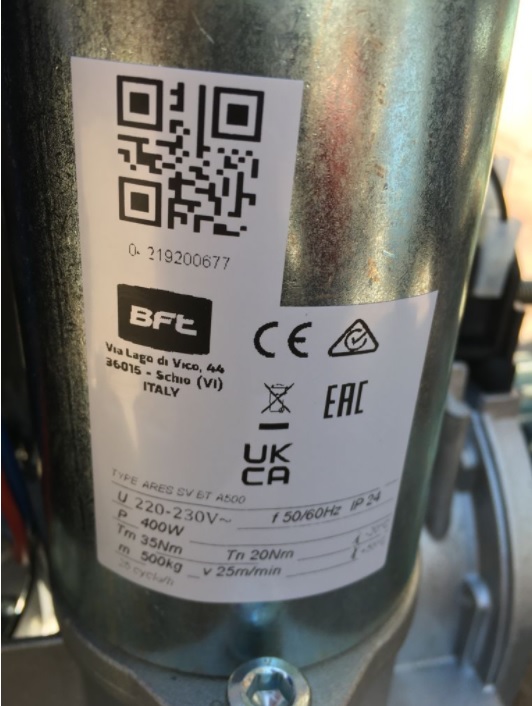 219200677
BFt
Via Lago di Vico, 44
36015 - Schio (VI)
ITALY
CE
EAC
UK
CA
TYPE ARES SV BT A500
U 220-230V~ f 50/60Hz IP 24
P 400W
Tm 35Nm Tn 20Nm
m 500kg v 25m/min
cycle/h